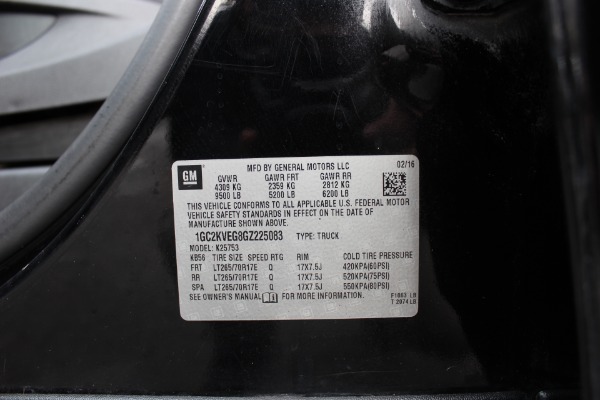 GM MFD BY GENERAL MOTORS LLC 02/16
GVWR GAWR FRT GAWR RR
4309 KG 2359 KG 2812 KG
9500 LB 5200 LB 6200 LB
THIS VEHICLE CONFORMS TO ALL APPLICABLE U.S. FEDERAL MOTOR
VEHICLE SAFETY STANDARDS IN EFFECT ON THE DATE OF
MANUFACTURE SHOWN ABOVE.
1GC2KVEG8GZ225083 TYPE: TRUCK
MODEL: K25753
KB56 TIRE SIZE SPEED RTG RIM COLD TIRE PRESSURE
FRT LT265/70R17E Q 17X7.5J 420KPA(60PSI)
RR LT265/70R17E Q 17X7.5J 520KPA(75PSI)
SPA LT265/70R17E Q 17X7.5J 550KPA(80PSI)
SEE OWNER'S MANUAL FOR MORE INFORMATION.
T 2074 LB